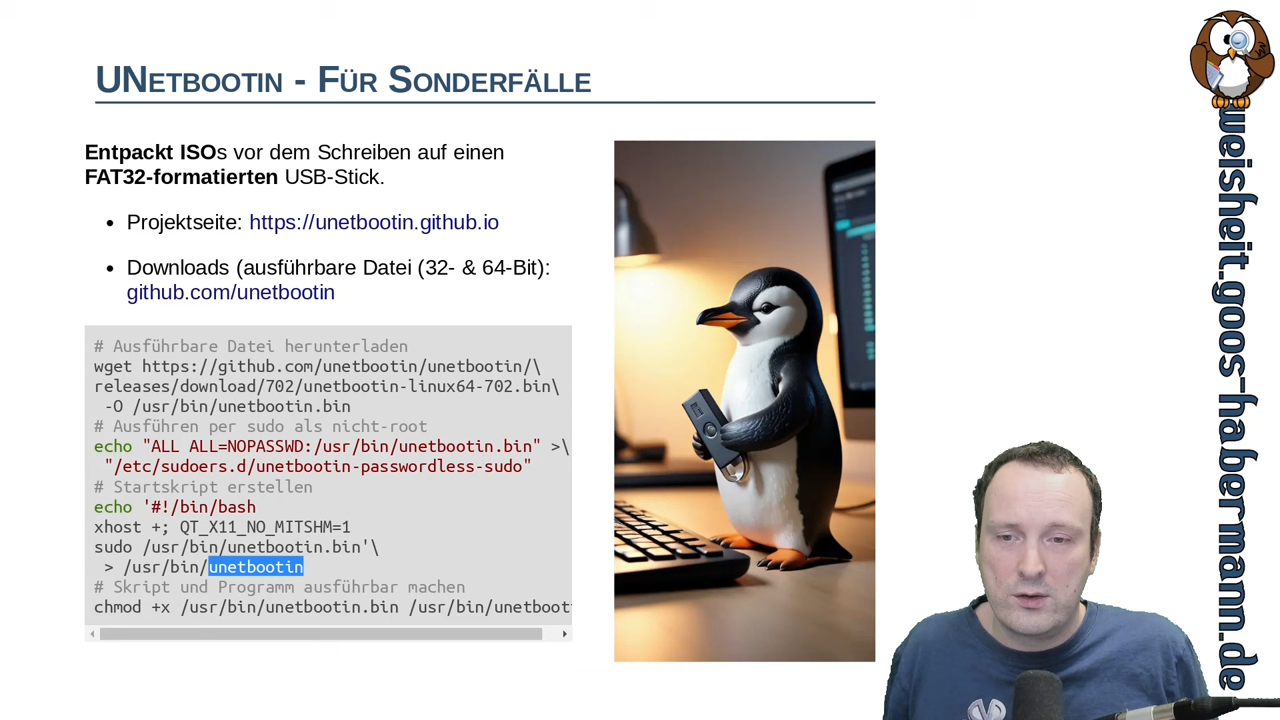 UNetbootin - Für Sonderfälle
Entpackt ISOs vor dem Schreiben auf einen
FAT32-formatierten USB-Stick.
• Projektseite: https://unetbootin.github.io
• Downloads (ausführbare Datei (32- & 64-Bit):
github.com/unetbootin
# Ausführbare Datei herunterladen
wget https://github.com/unetbootin/unetbootin/\
releases/download/702/unetbootin-linux64-702.bin\
-O /usr/bin/unetbootin.bin
# Ausführen per sudo als nicht-root
echo "ALL ALL=NOPASSWD:/usr/bin/unetbootin.bin" >\
"/etc/sudoers.d/unetbootin-passwordless-sudo"
# Startskript erstellen
echo '#!/bin/bash
xhost +; QT_X11_NO_MITSHM=1
sudo /usr/bin/unetbootin.bin'\
> /usr/bin/unetbootin
# Skript und Programm ausführbar machen
chmod +x /usr/bin/unetbootin.bin /usr/bin/unetboot
weisheit.goos-habermann.de